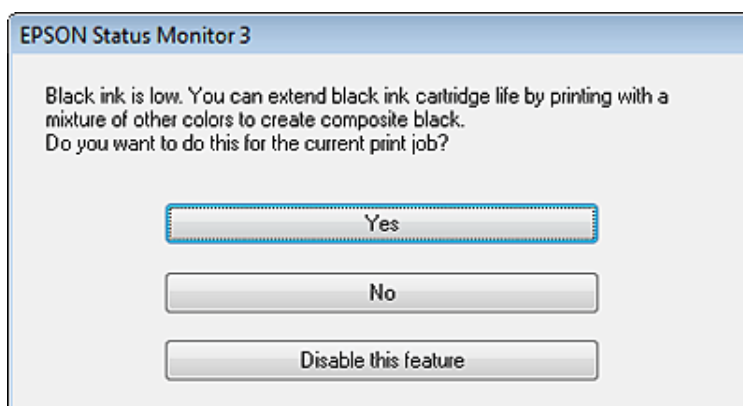 EPSON Status Monitor 3
Black ink is low. You can extend black ink cartridge life by printing with a
mixture of other colors to create composite black.
Do you want to do this for the current print job?
Yes
No
Disable this feature